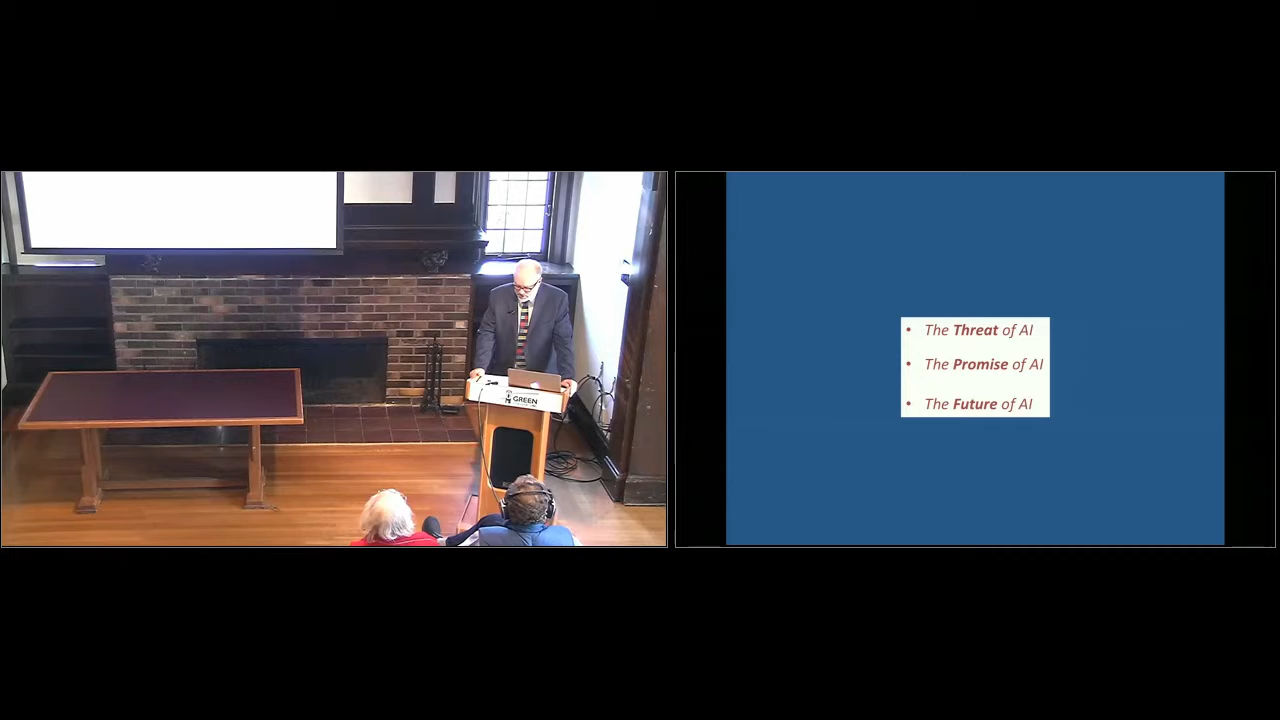 GREEN
• The Threat of AI
• The Promise of AI
• The Future of AI